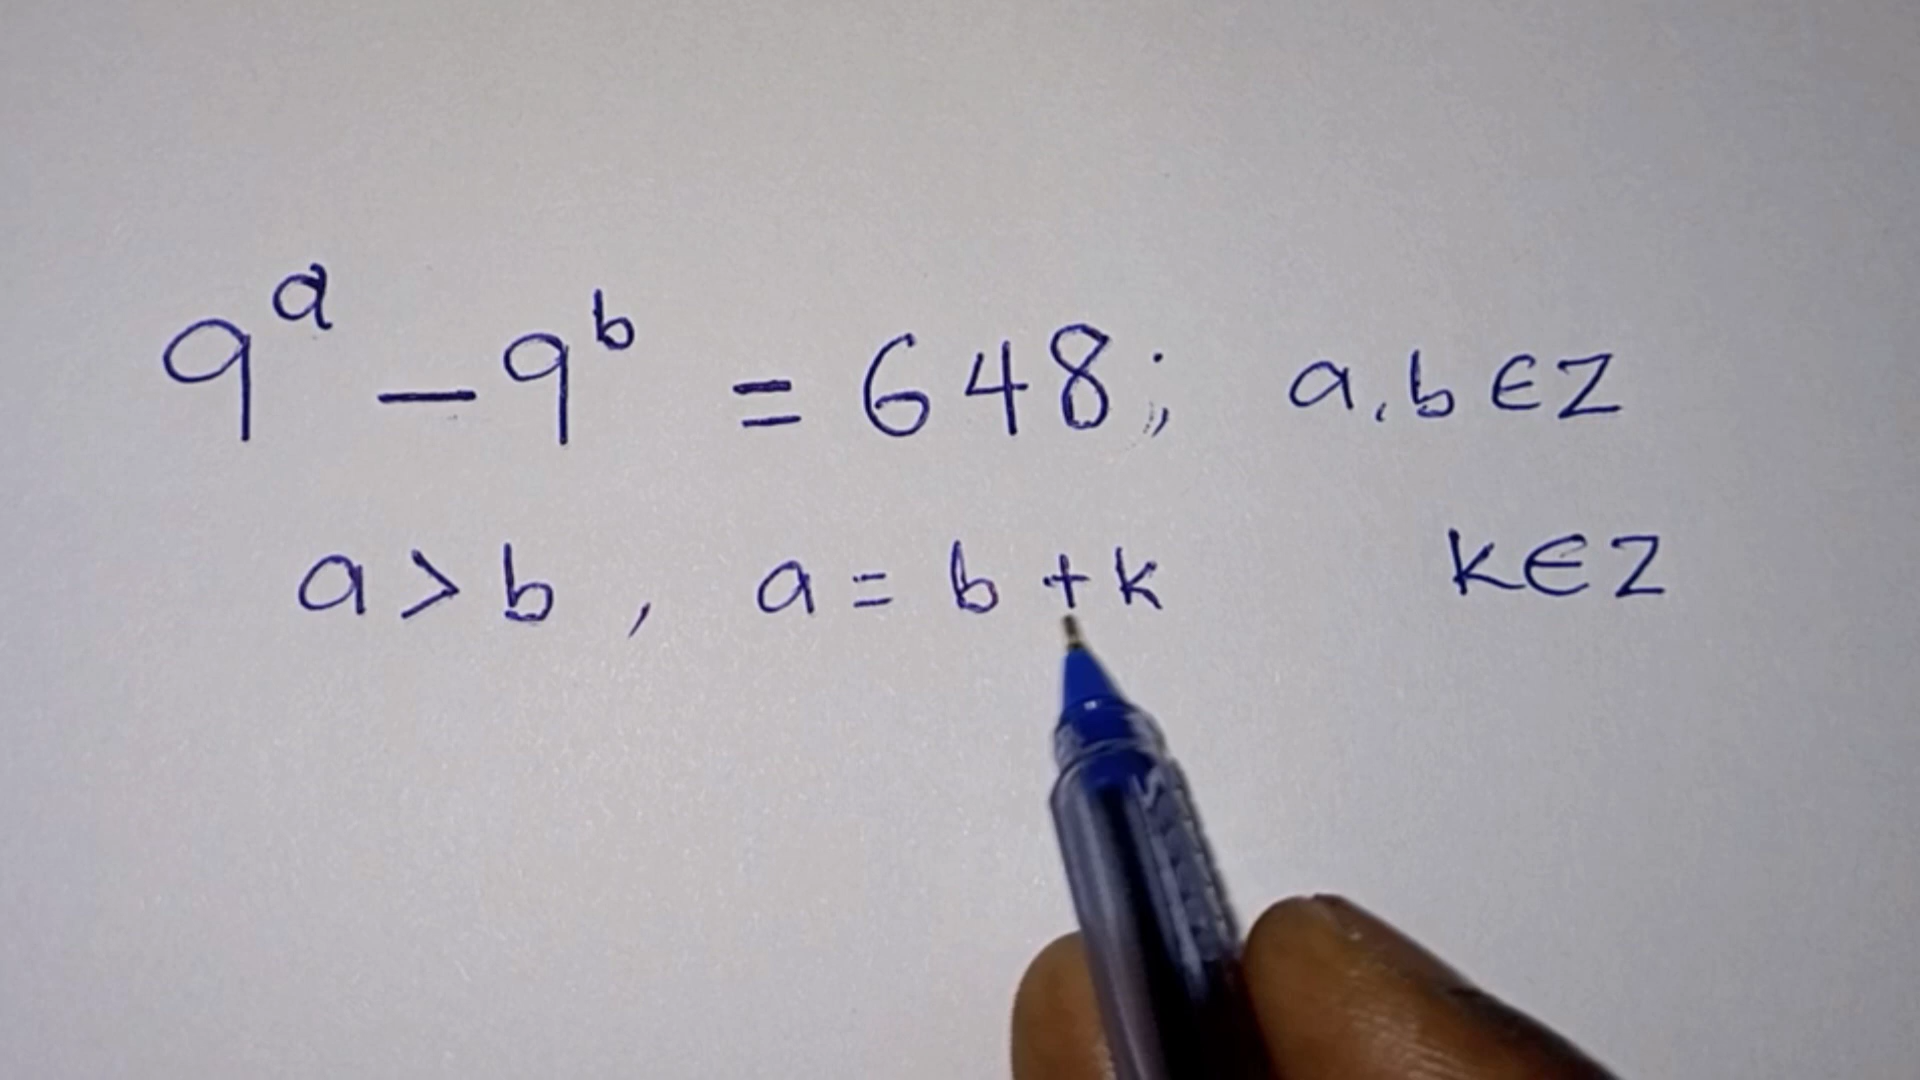 9^a - 9^b = 648; a, b ∈ Z
a > b, a = b + k k ∈ Z